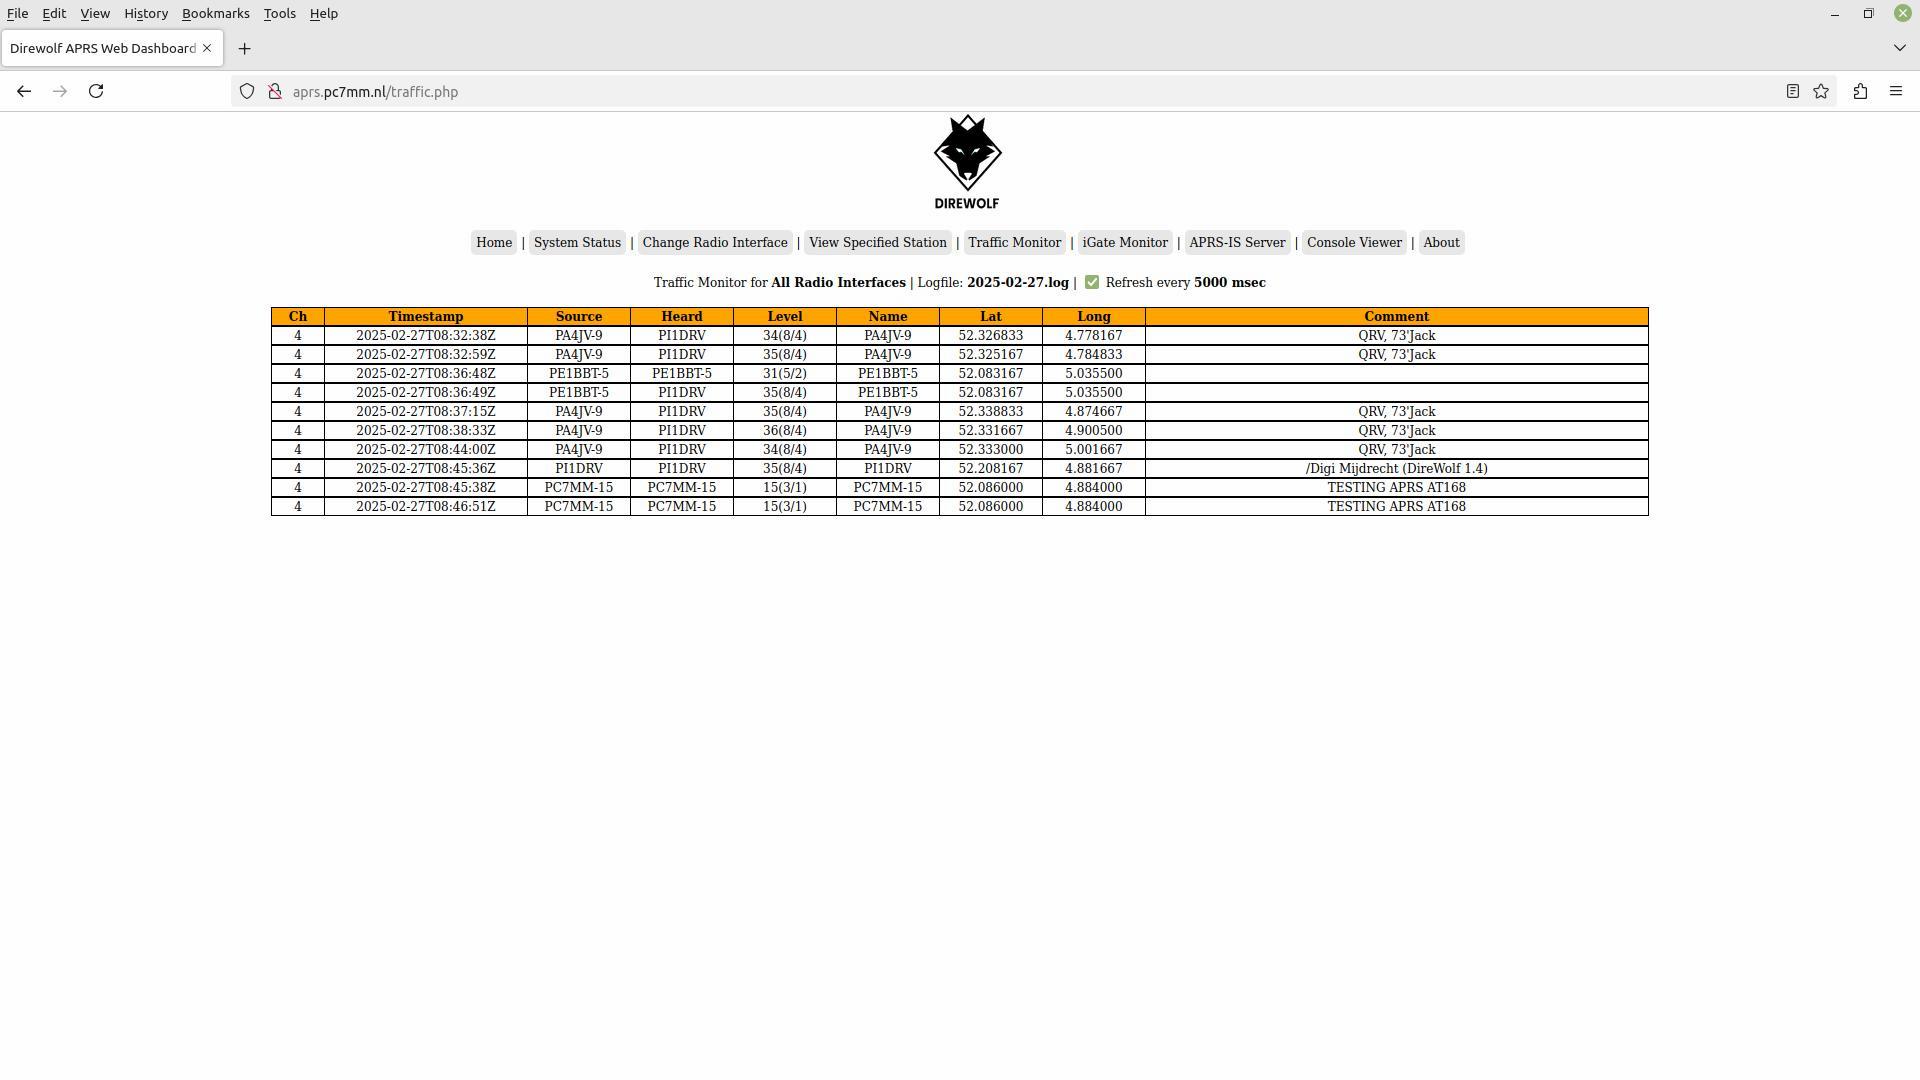 File Edit View History Bookmarks Tools Help
Direwolf APRS Web Dashboard
aprs.pc7mm.nl/traffic.php
DIREWOLF
Home | System Status | Change Radio Interface | View Specified Station | Traffic Monitor | iGate Monitor | APRS-IS Server | Console Viewer | About
Traffic Monitor for All Radio Interfaces | Logfile: 2025-02-27.log | Refresh every 5000 msec
Ch Timestamp Source Heard Level Name Lat Long Comment
4 2025-02-27T08:32:38Z PA4JV-9 PI1DRV 34(8/4) PA4JV-9 52.326833 4.778167 QRV, 73'Jack
4 2025-02-27T08:32:59Z PA4JV-9 PI1DRV 35(8/4) PA4JV-9 52.325167 4.784833 QRV, 73'Jack
4 2025-02-27T08:36:48Z PE1BBT-5 PE1BBT-5 31(5/2) PE1BBT-5 52.083167 5.035500
4 2025-02-27T08:36:49Z PE1BBT-5 PI1DRV 35(8/4) PE1BBT-5 52.083167 5.035500
4 2025-02-27T08:37:15Z PA4JV-9 PI1DRV 35(8/4) PA4JV-9 52.338833 4.874667 QRV, 73'Jack
4 2025-02-27T08:38:33Z PA4JV-9 PI1DRV 36(8/4) PA4JV-9 52.331667 4.900500 QRV, 73'Jack
4 2025-02-27T08:44:00Z PA4JV-9 PI1DRV 34(8/4) PA4JV-9 52.333000 5.001667 QRV, 73'Jack
4 2025-02-27T08:45:36Z PI1DRV PI1DRV 35(8/4) PI1DRV 52.208167 4.881667 /Digi Mijdrecht (DireWolf 1.4)
4 2025-02-27T08:45:38Z PC7MM-15 PC7MM-15 15(3/1) PC7MM-15 52.086000 4.884000 TESTING APRS AT168
4 2025-02-27T08:46:51Z PC7MM-15 PC7MM-15 15(3/1) PC7MM-15 52.086000 4.884000 TESTING APRS AT168